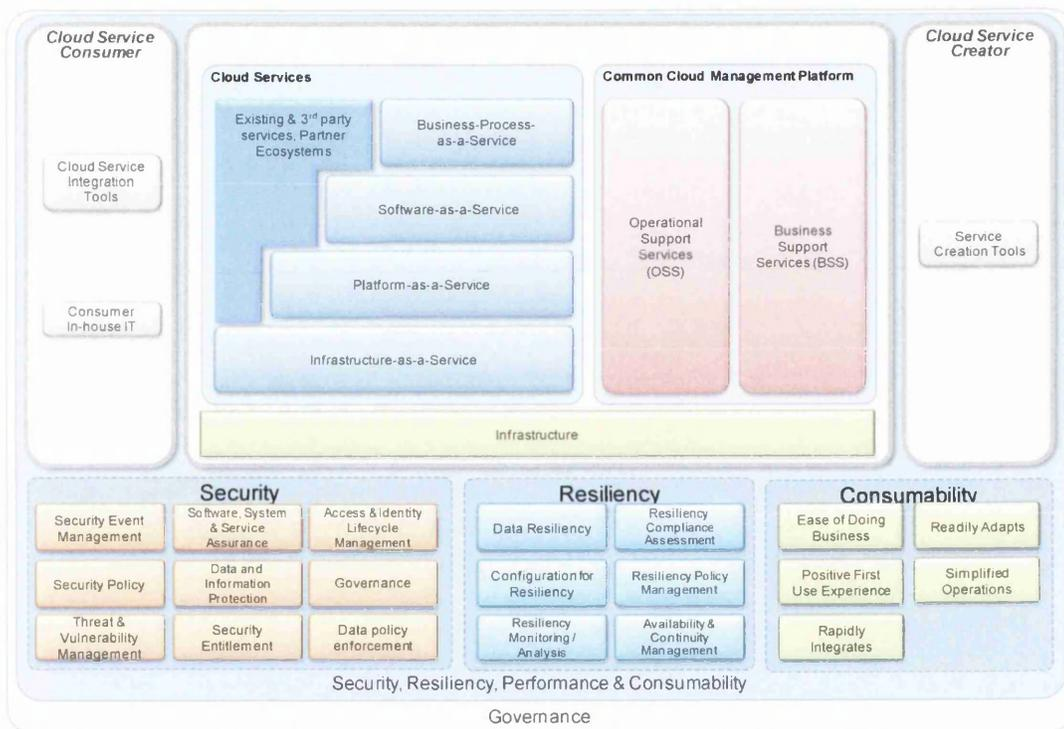 Cloud Service
Consumer
Cloud Service
Integration
Tools
Consumer
In-house IT
Cloud Services
Existing & 3rd party
services, Partner
Ecosystems
Business-Process-
as-a-Service
Software-as-a-Service
Platform-as-a-Service
Infrastructure-as-a-Service
Common Cloud Management Platform
Operational
Support
Services
(OSS)
Business
Support
Services (BSS)
Infrastructure
Cloud Service
Creator
Service
Creation Tools
Security
Security Event
Management
Software, System
& Service
Assurance
Access & Identity
Lifecycle
Management
Security Policy
Data and
Information
Protection
Governance
Threat &
Vulnerability
Management
Security
Entitlement
Data policy
enforcement
Resiliency
Data Resiliency
Resiliency
Compliance
Assessment
Configuration for
Resiliency
Resiliency Policy
Management
Resiliency
Monitoring /
Analysis
Availability &
Continuity
Management
Consumability
Ease of Doing
Business
Readily Adapts
Positive First
Use Experience
Simplified
Operations
Rapidly
Integrates
Security, Resiliency, Performance & Consumability
Governance